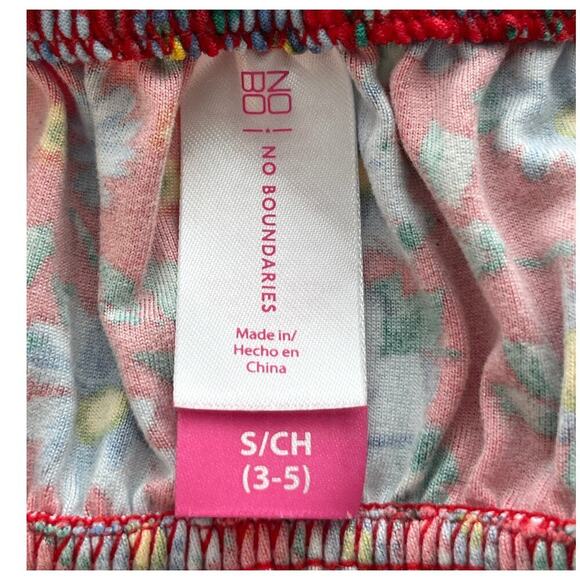 NO!
BO
NO BOUNDARIES
Made in/
Hecho en
China
S/CH
(3-5)